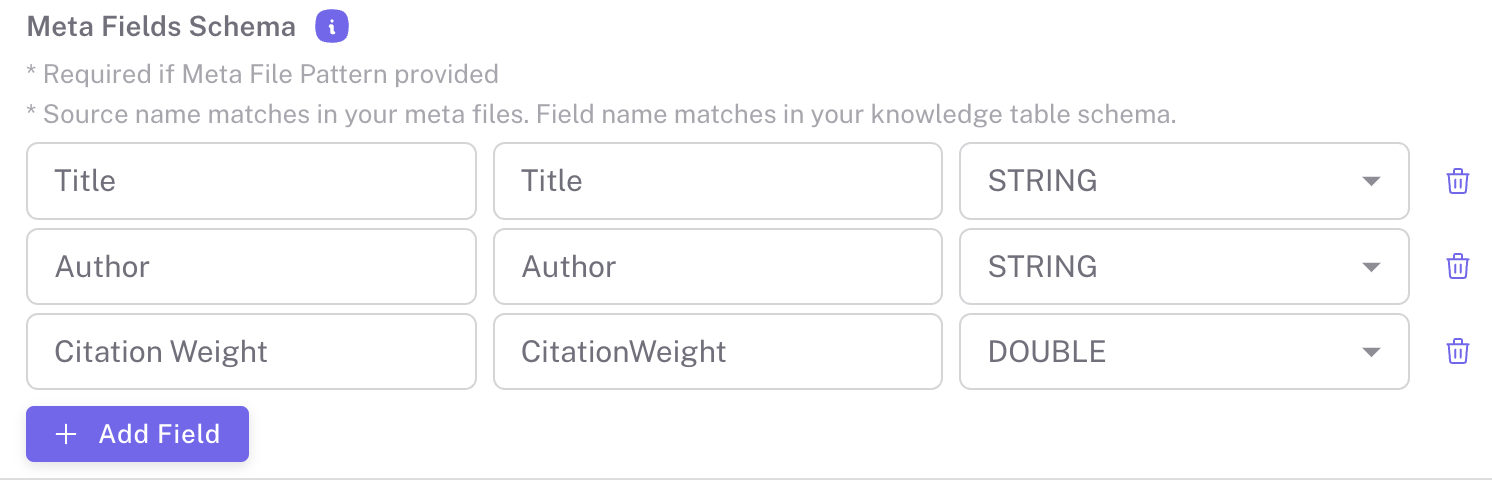 Meta Fields Schema i
* Required if Meta File Pattern provided
* Source name matches in your meta files. Field name matches in your knowledge table schema.
Title Title STRING
Author Author STRING
Citation Weight CitationWeight DOUBLE
+ Add Field